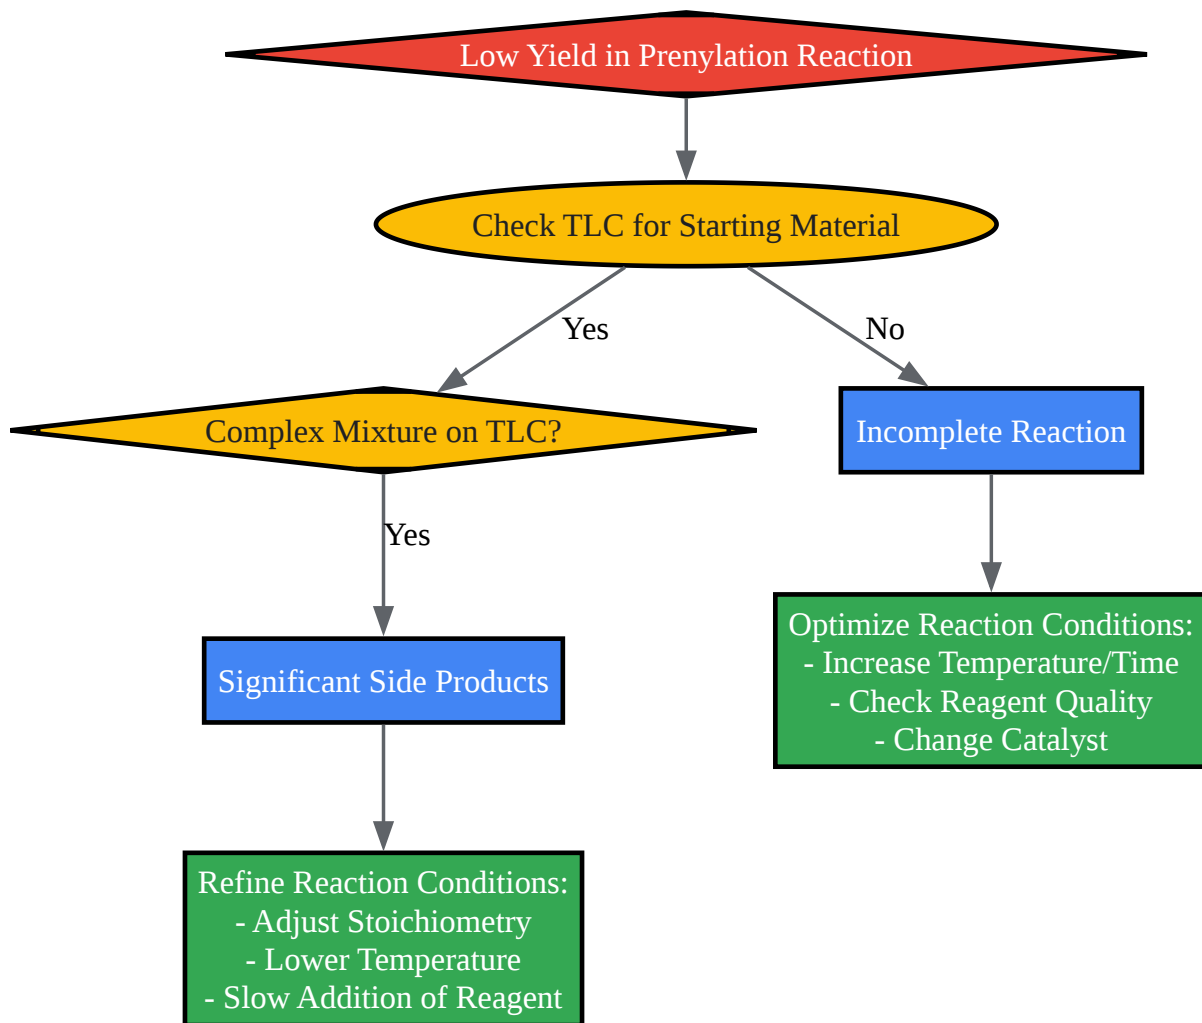 Low Yield in Prenylation Reaction
Check TLC for Starting Material
Yes
No
Complex Mixture on TLC?
Incomplete Reaction
Yes
Optimize Reaction Conditions:
- Increase Temperature/Time
- Check Reagent Quality
- Change Catalyst
Significant Side Products
Refine Reaction Conditions:
- Adjust Stoichiometry
- Lower Temperature
- Slow Addition of Reagent